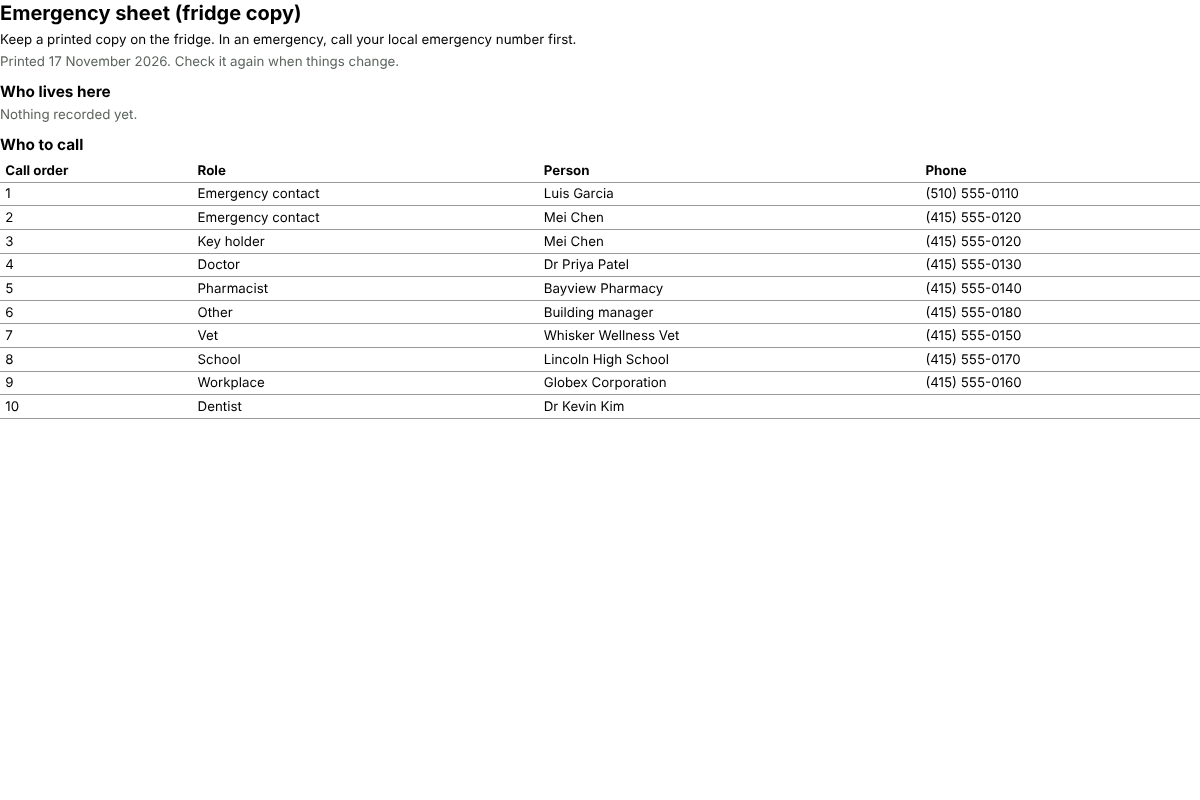 Emergency sheet (fridge copy)
Keep a printed copy on the fridge. In an emergency, call your local emergency number first.
Printed 17 November 2026. Check it again when things change.
Who lives here
Nothing recorded yet.
Who to call
Call order Role Person Phone
1 Emergency contact Luis Garcia (510) 555-0110
2 Emergency contact Mei Chen (415) 555-0120
3 Key holder Mei Chen (415) 555-0120
4 Doctor Dr Priya Patel (415) 555-0130
5 Pharmacist Bayview Pharmacy (415) 555-0140
6 Other Building manager (415) 555-0180
7 Vet Whisker Wellness Vet (415) 555-0150
8 School Lincoln High School (415) 555-0170
9 Workplace Globex Corporation (415) 555-0160
10 Dentist Dr Kevin Kim